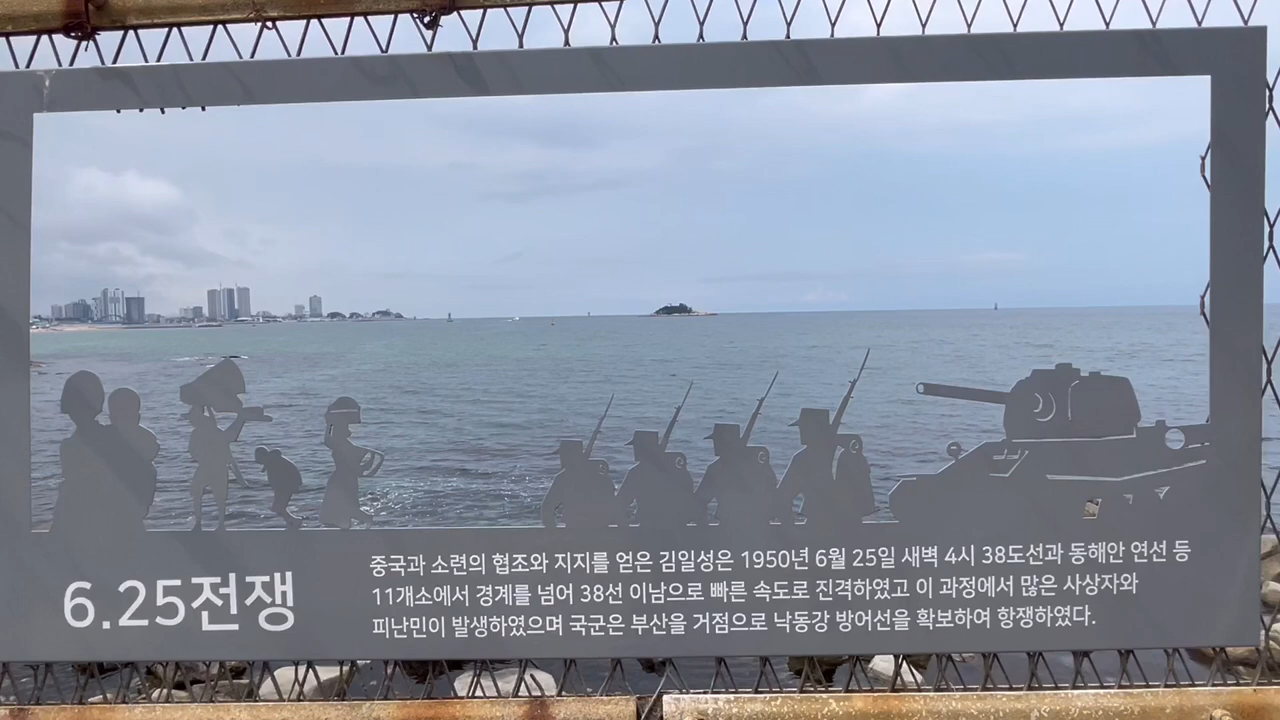 6.25전쟁
중국과 소련의 협조와 지지를 얻은 김일성은 1950년 6월 25일 새벽 4시 38도선과 동해안 연선 등
11개소에서 경계를 넘어 38선 이남으로 빠른 속도로 진격하였고 이 과정에서 많은 사상자와
피난민이 발생하였으며 국군은 부산을 거점으로 낙동강 방어선을 확보하여 항쟁하였다.